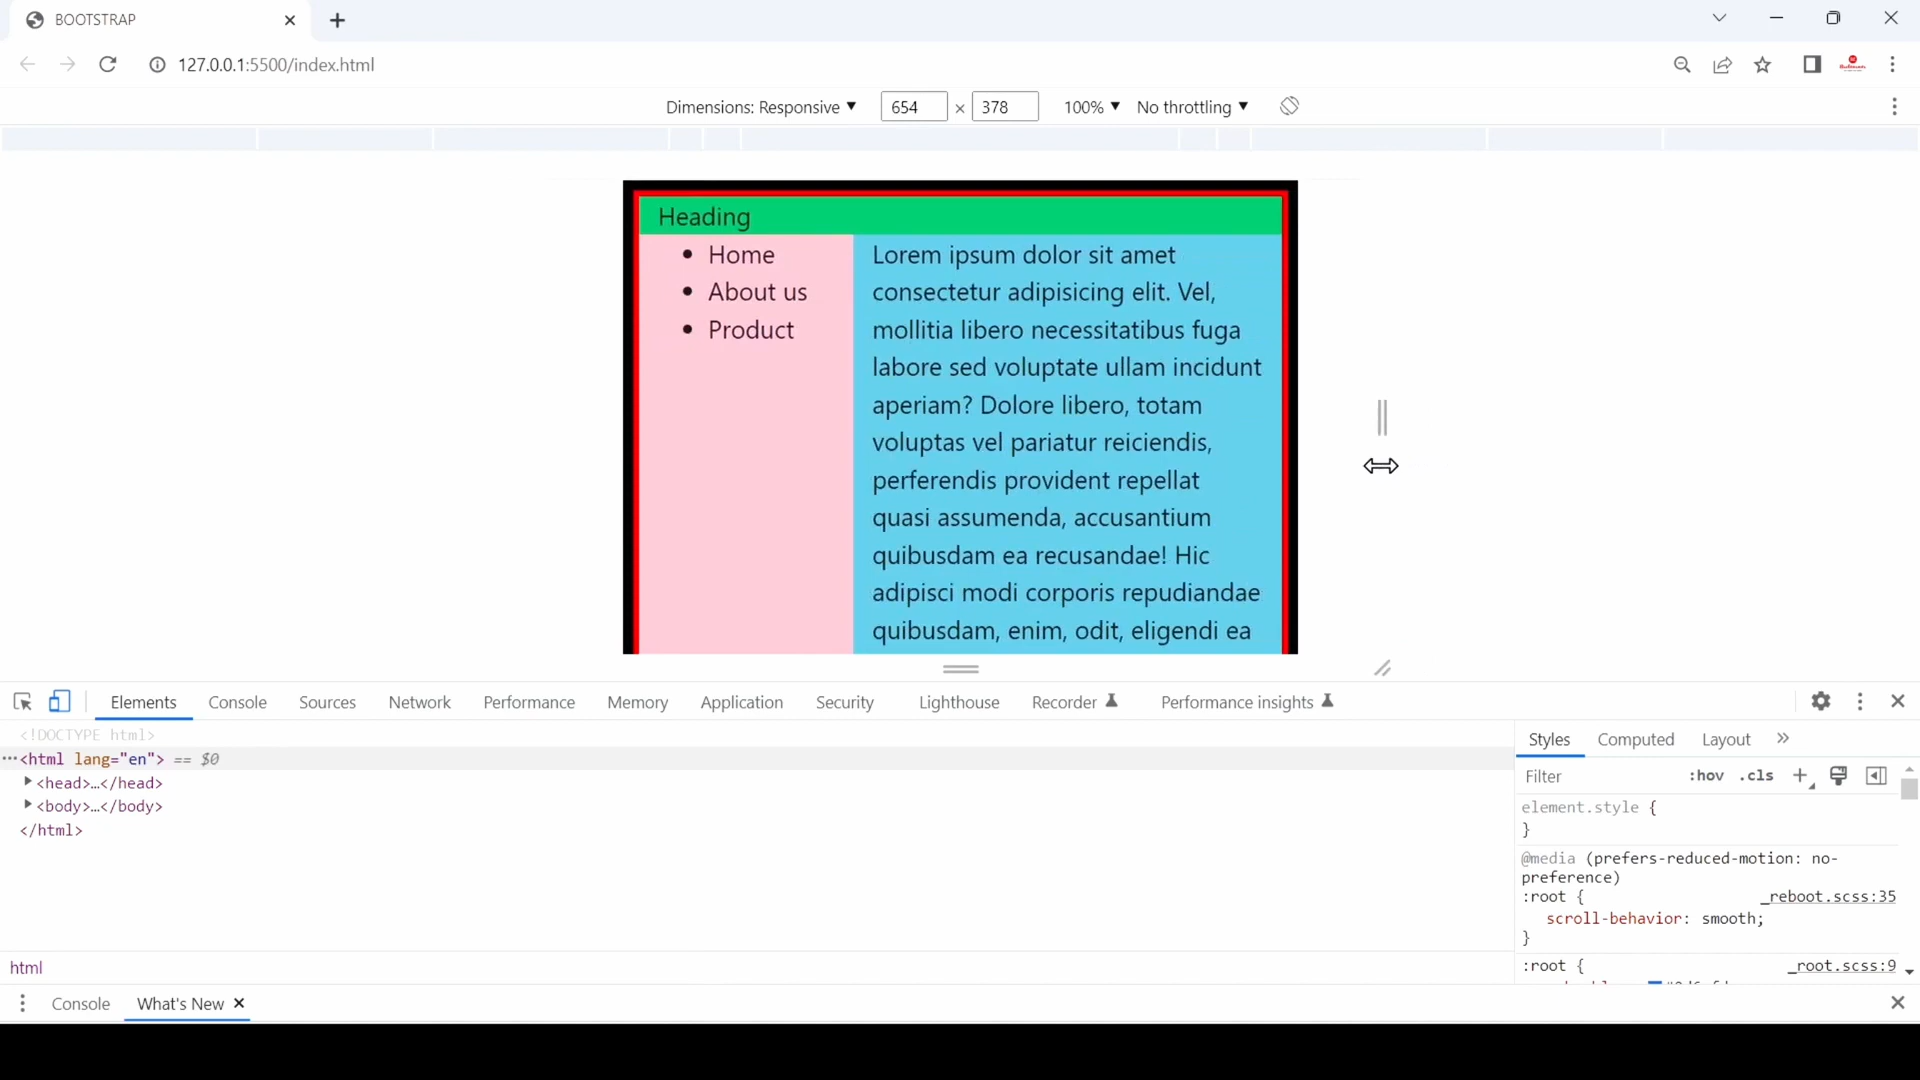 BOOTSTRAP
127.0.0.1:5500/index.html
Dimensions: Responsive 654 × 378 100% No throttling
Heading
Home
About us
Product
Lorem ipsum dolor sit amet
consectetur adipisicing elit. Vel,
mollitia libero necessitatibus fuga
labore sed voluptate ullam incidunt
aperiam? Dolore libero, totam
voluptas vel pariatur reiciendis,
perferendis provident repellat
quasi assumenda, accusantium
quibusdam ea recusandae! Hic
adipisci modi corporis repudiandae
quibusdam, enim, odit, eligendi ea
Elements Console Sources Network Performance Memory Application Security Lighthouse Recorder Performance insights
<!DOCTYPE html>
<html lang="en"> == $0
<head>…</head>
<body>…</body>
</html>
html
Styles Computed Layout
Filter :hov .cls
element.style {
}
@media (prefers-reduced-motion: no-
preference)
:root { _reboot.scss:35
scroll-behavior: smooth;
}
:root { _root.scss:9
Console What's New